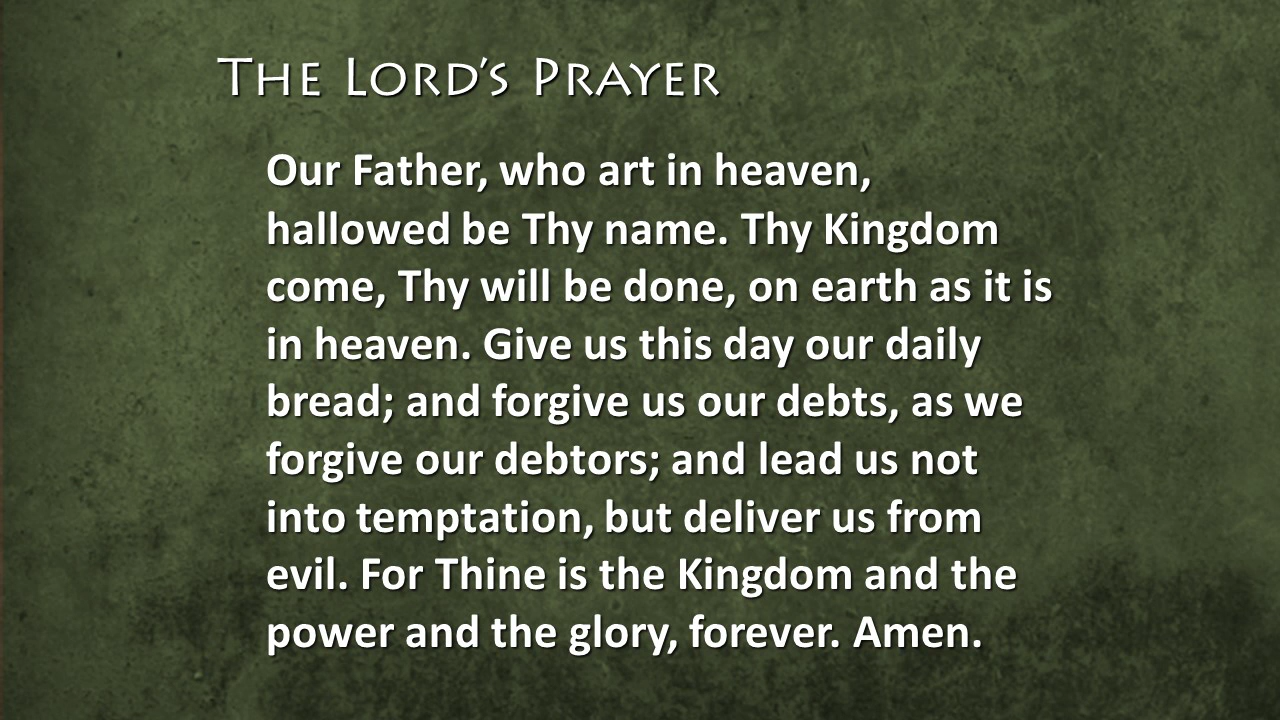 The Lord's Prayer
Our Father, who art in heaven,
hallowed be Thy name. Thy Kingdom
come, Thy will be done, on earth as it is
in heaven. Give us this day our daily
bread; and forgive us our debts, as we
forgive our debtors; and lead us not
into temptation, but deliver us from
evil. For Thine is the Kingdom and the
power and the glory, forever. Amen.